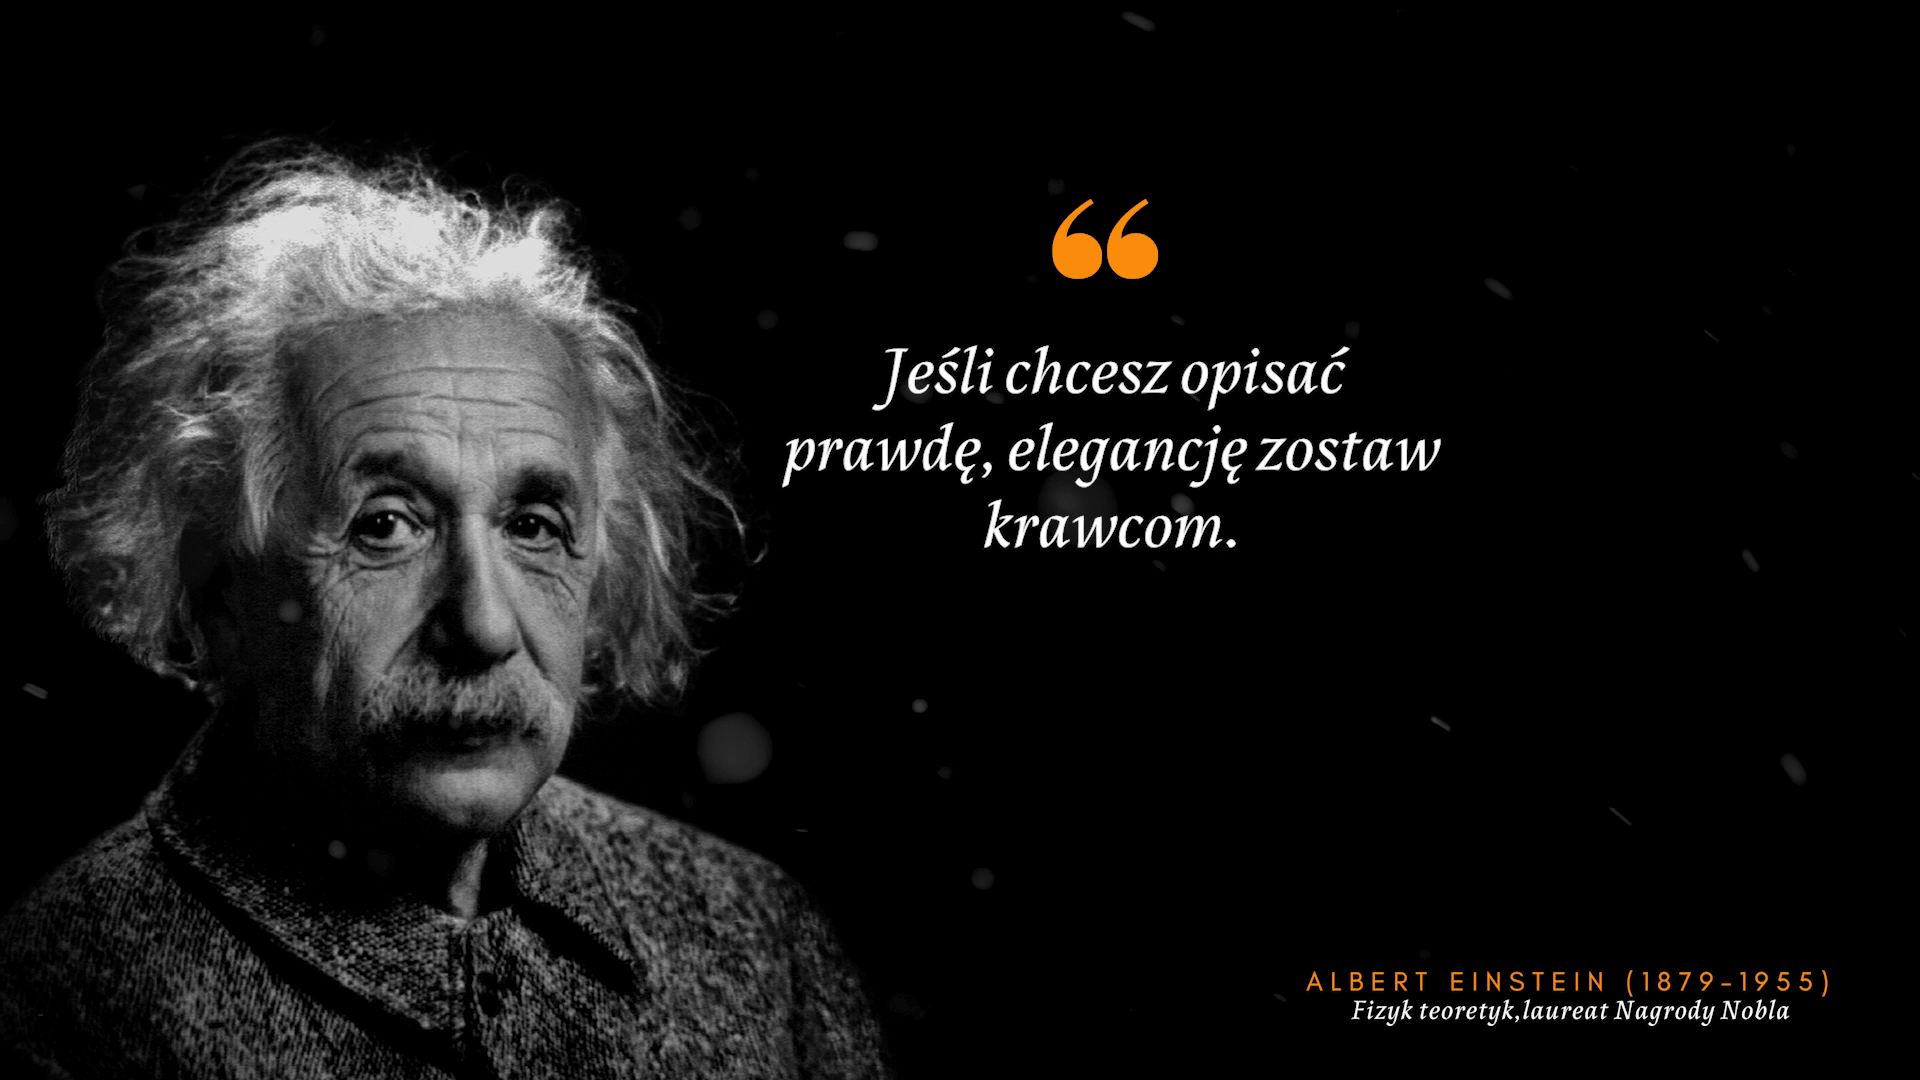 “
Jeśli chcesz opisać
prawdę, elegancję zostaw
krawcom.
ALBERT EINSTEIN (1879–1955)
Fizyk teoretyk,laureat Nagrody Nobla